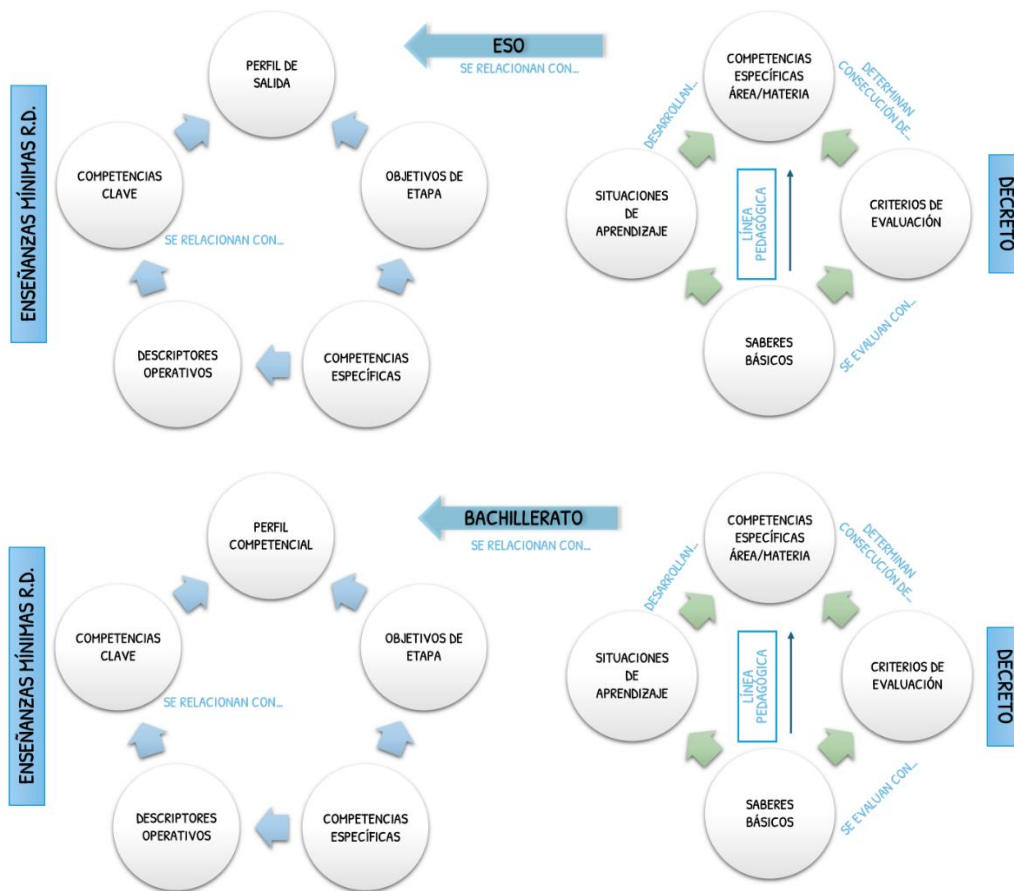 ESO
SE RELACIONAN CON...
ENSEÑANZAS MÍNIMAS R.D.
PERFIL DE
SALIDA
COMPETENCIAS
CLAVE
OBJETIVOS DE
ETAPA
SE RELACIONAN CON...
DESCRIPTORES
OPERATIVOS
COMPETENCIAS
ESPECÍFICAS
COMPETENCIAS
ESPECÍFICAS
ÁREA/MATERIA
DESARROLLAN...
DETERMINAN
CONSECUCIÓN DE...
SITUACIONES
DE
APRENDIZAJE
LÍNEA
PEDAGÓGICA
CRITERIOS DE
EVALUACIÓN
DECRETO
SABERES
BÁSICOS
SE EVALUAN CON...
BACHILLERATO
SE RELACIONAN CON...
ENSEÑANZAS MÍNIMAS R.D.
PERFIL
COMPETENCIAL
COMPETENCIAS
CLAVE
OBJETIVOS DE
ETAPA
SE RELACIONAN CON...
DESCRIPTORES
OPERATIVOS
COMPETENCIAS
ESPECÍFICAS
COMPETENCIAS
ESPECÍFICAS
ÁREA/MATERIA
DESARROLLAN...
DETERMINAN
CONSECUCIÓN DE...
SITUACIONES
DE
APRENDIZAJE
LÍNEA
PEDAGÓGICA
CRITERIOS DE
EVALUACIÓN
DECRETO
SABERES
BÁSICOS
SE EVALUAN CON...